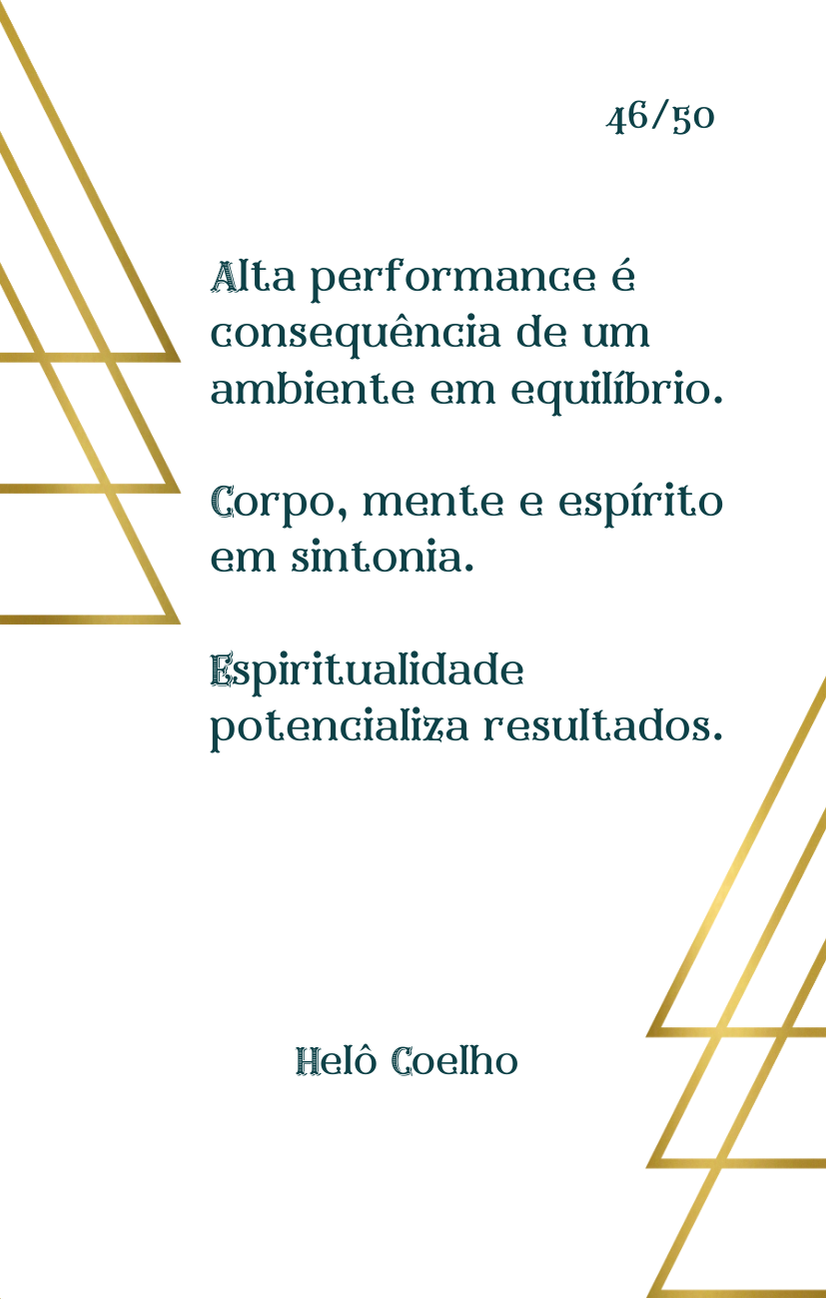 46/50
Alta performance é
consequência de um
ambiente em equilíbrio.
Corpo, mente e espírito
em sintonia.
Espiritualidade
potencializa resultados.
Helô Coelho